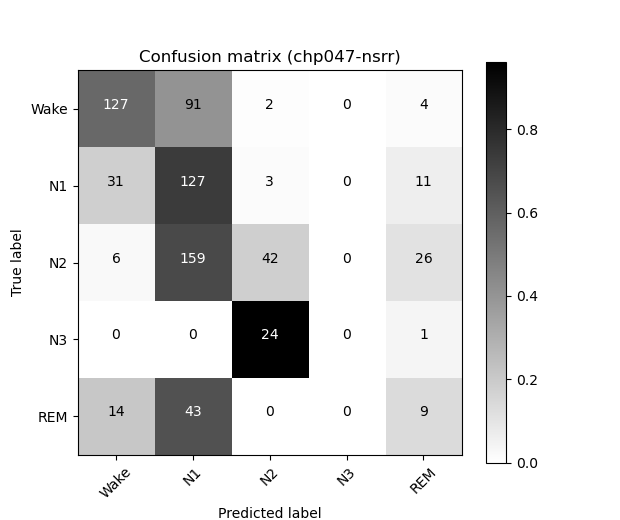 Confusion matrix (chp047-nsrr)
Wake 127 91 2 0 4
N1 31 127 3 0 11
N2 6 159 42 0 26
N3 0 0 24 0 1
REM 14 43 0 0 9
Wake N1 N2 N3 REM
True label
Predicted label
0.8
0.6
0.4
0.2
0.0